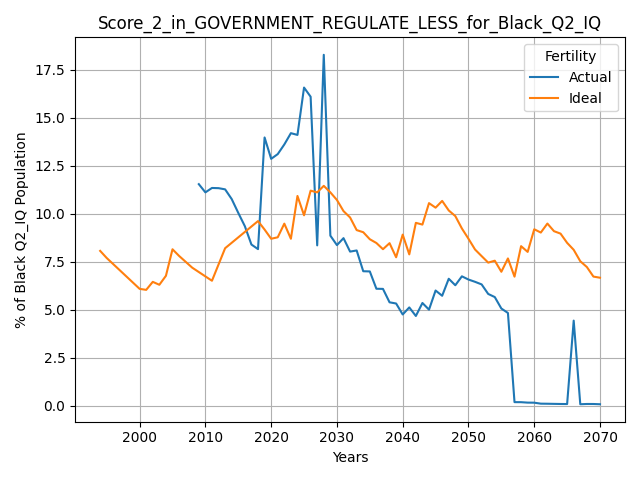 Score_2_in_GOVERNMENT_REGULATE_LESS_for_Black_Q2_IQ
Fertility
Actual
Ideal
% of Black Q2_IQ Population
17.5
15.0
12.5
10.0
7.5
5.0
2.5
0.0
2000 2010 2020 2030 2040 2050 2060 2070
Years